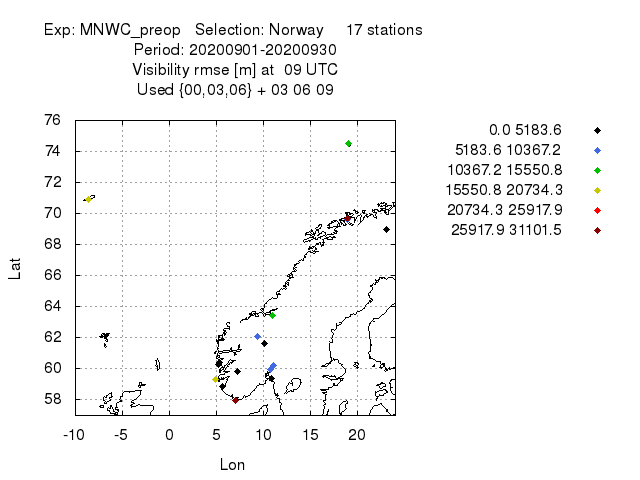 Exp: MNWC_preop Selection: Norway 17 stations
Period: 20200901-20200930
Visibility rmse [m] at 09 UTC
Used {00,03,06} + 03 06 09
76
74
72
70
68
66
64
62
60
58
-10 -5 0 5 10 15 20
Lat
Lon
0.0 5183.6
5183.6 10367.2
10367.2 15550.8
15550.8 20734.3
20734.3 25917.9
25917.9 31101.5